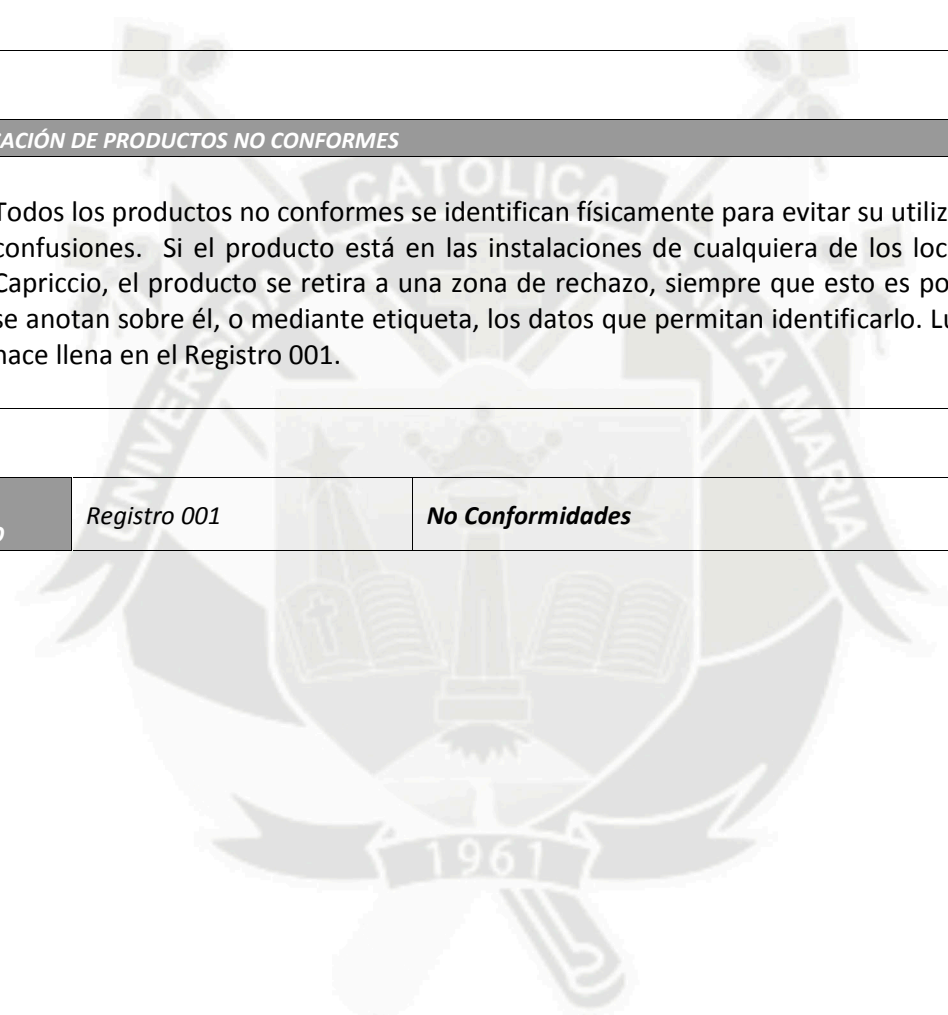 ACIÓN DE PRODUCTOS NO CONFORMES
CATOLICA
Todos los productos no conformes se identifican físicamente para evitar su utiliz
confusiones. Si el producto está en las instalaciones de cualquiera de los loc
Capriccio, el producto se retira a una zona de rechazo, siempre que esto es po
se anotan sobre él, o mediante etiqueta, los datos que permitan identificarlo. Lu
hace llena en el Registro 001.
Registro 001 No Conformidades
MARIA
1961